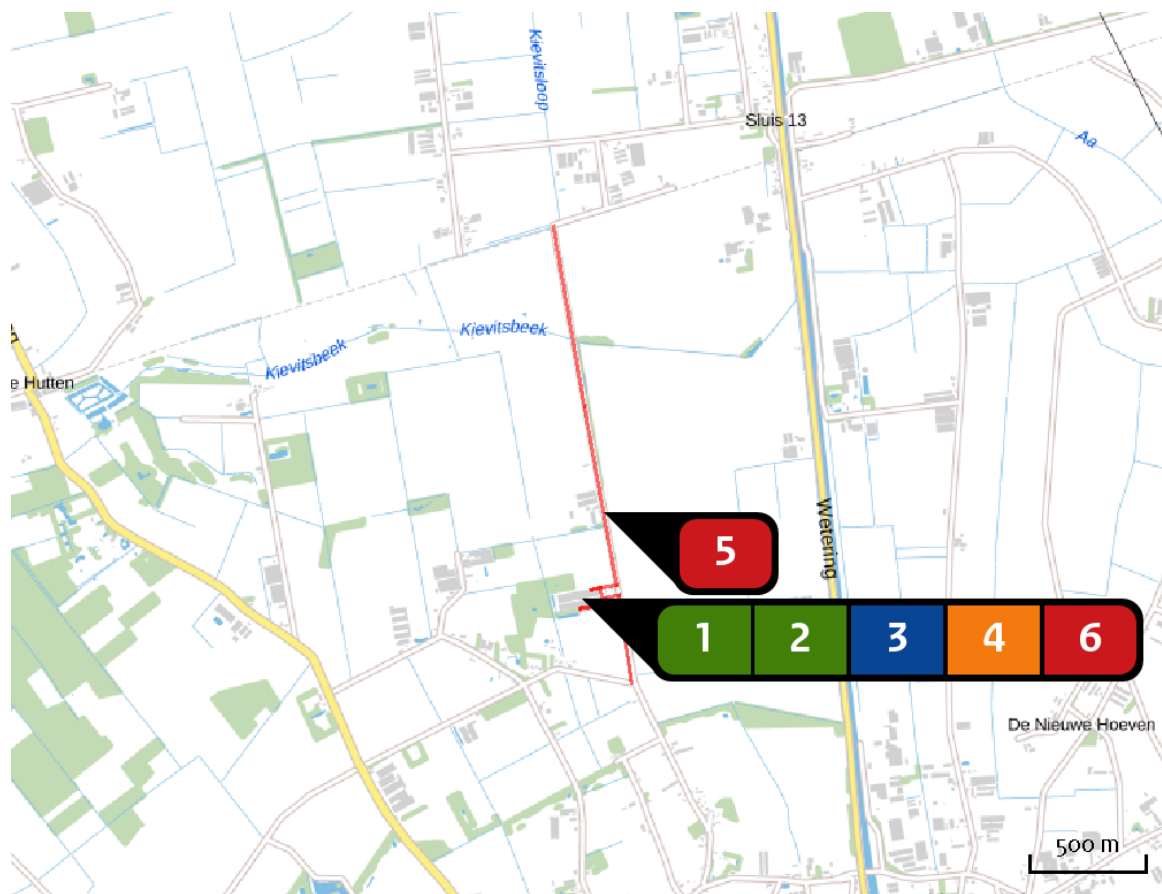 Kievitsloop
Sluis 13
Aa
Kievitsbeek
Kievitsbeek
e Hutten
n
Wetering
5
1 2 3 4 6
De Nieuwe Hoeven
500 m